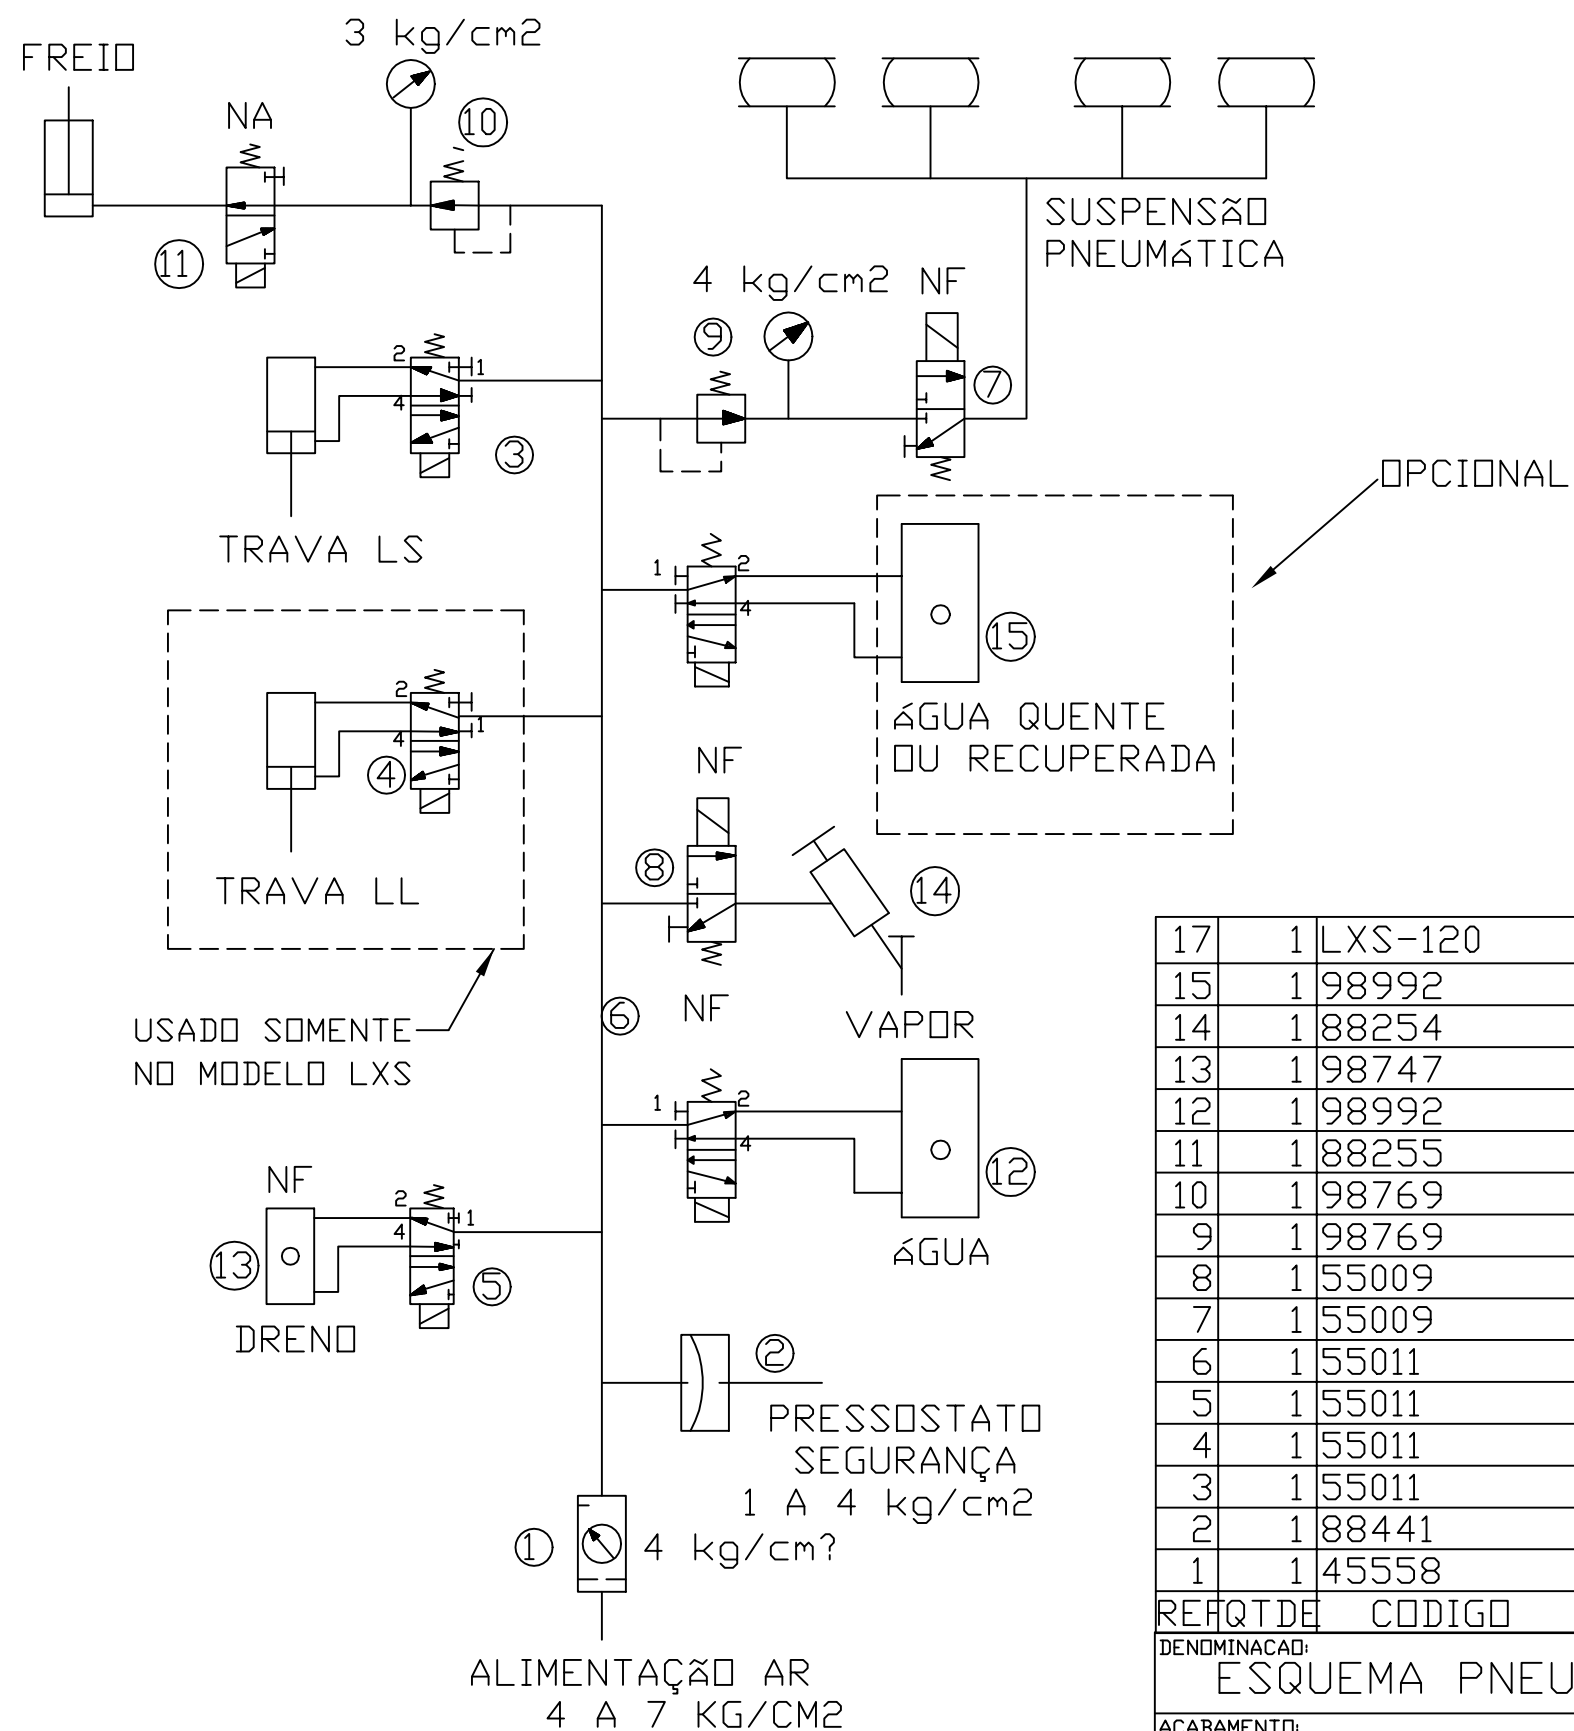 FREIO
3 kg/cm2
NA
10
11
SUSPENSÃO
PNEUMÁTICA
4 kg/cm2
NF
9
7
2
1
4
3
TRAVA LS
OPCIONAL
1
2
4
15
ÁGUA QUENTE
OU RECUPERADA
2
1
4
4
TRAVA LL
USADO SOMENTE
NO MODELO LXS
NF
8
14
VAPOR
6
NF
1
2
4
12
ÁGUA
NF
2
1
4
13
5
DRENO
2
PRESSOSTATO
SEGURANÇA
1 A 4 kg/cm2
1
4 kg/cm?
ALIMENTAÇÃO AR
4 A 7 KG/CM2
17 1 LXS-120
15 1 98992
14 1 88254
13 1 98747
12 1 98992
11 1 88255
10 1 98769
9 1 98769
8 1 55009
7 1 55009
6 1 55011
5 1 55011
4 1 55011
3 1 55011
2 1 88441
1 1 45558
REF QTDE CODIGO
DENOMINACAO:
ESQUEMA PNEU
ACABAMENTO: